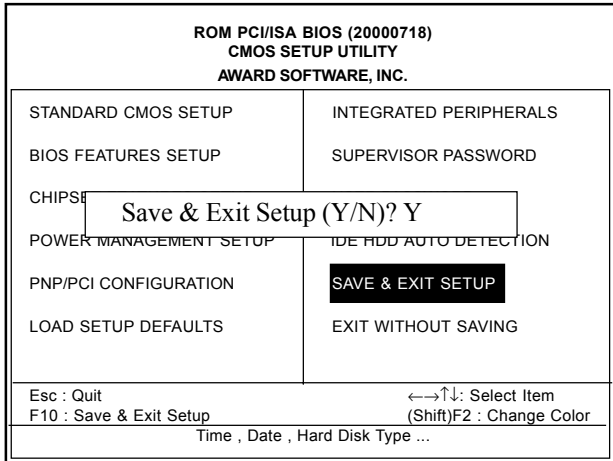 ROM PCI/ISA BIOS (20000718)
CMOS SETUP UTILITY
AWARD SOFTWARE, INC.
STANDARD CMOS SETUP
BIOS FEATURES SETUP
POWER MANAGEMENT SETUP
PNP/PCI CONFIGURATION
LOAD SETUP DEFAULTS
INTEGRATED PERIPHERALS
SUPERVISOR PASSWORD
IDE HDD AUTO DETECTION
SAVE & EXIT SETUP
EXIT WITHOUT SAVING
Save & Exit Setup (Y/N)? Y
Esc : Quit
←→↑↓: Select Item
F10 : Save & Exit Setup
(Shift)F2 : Change Color
Time , Date , Hard Disk Type ...